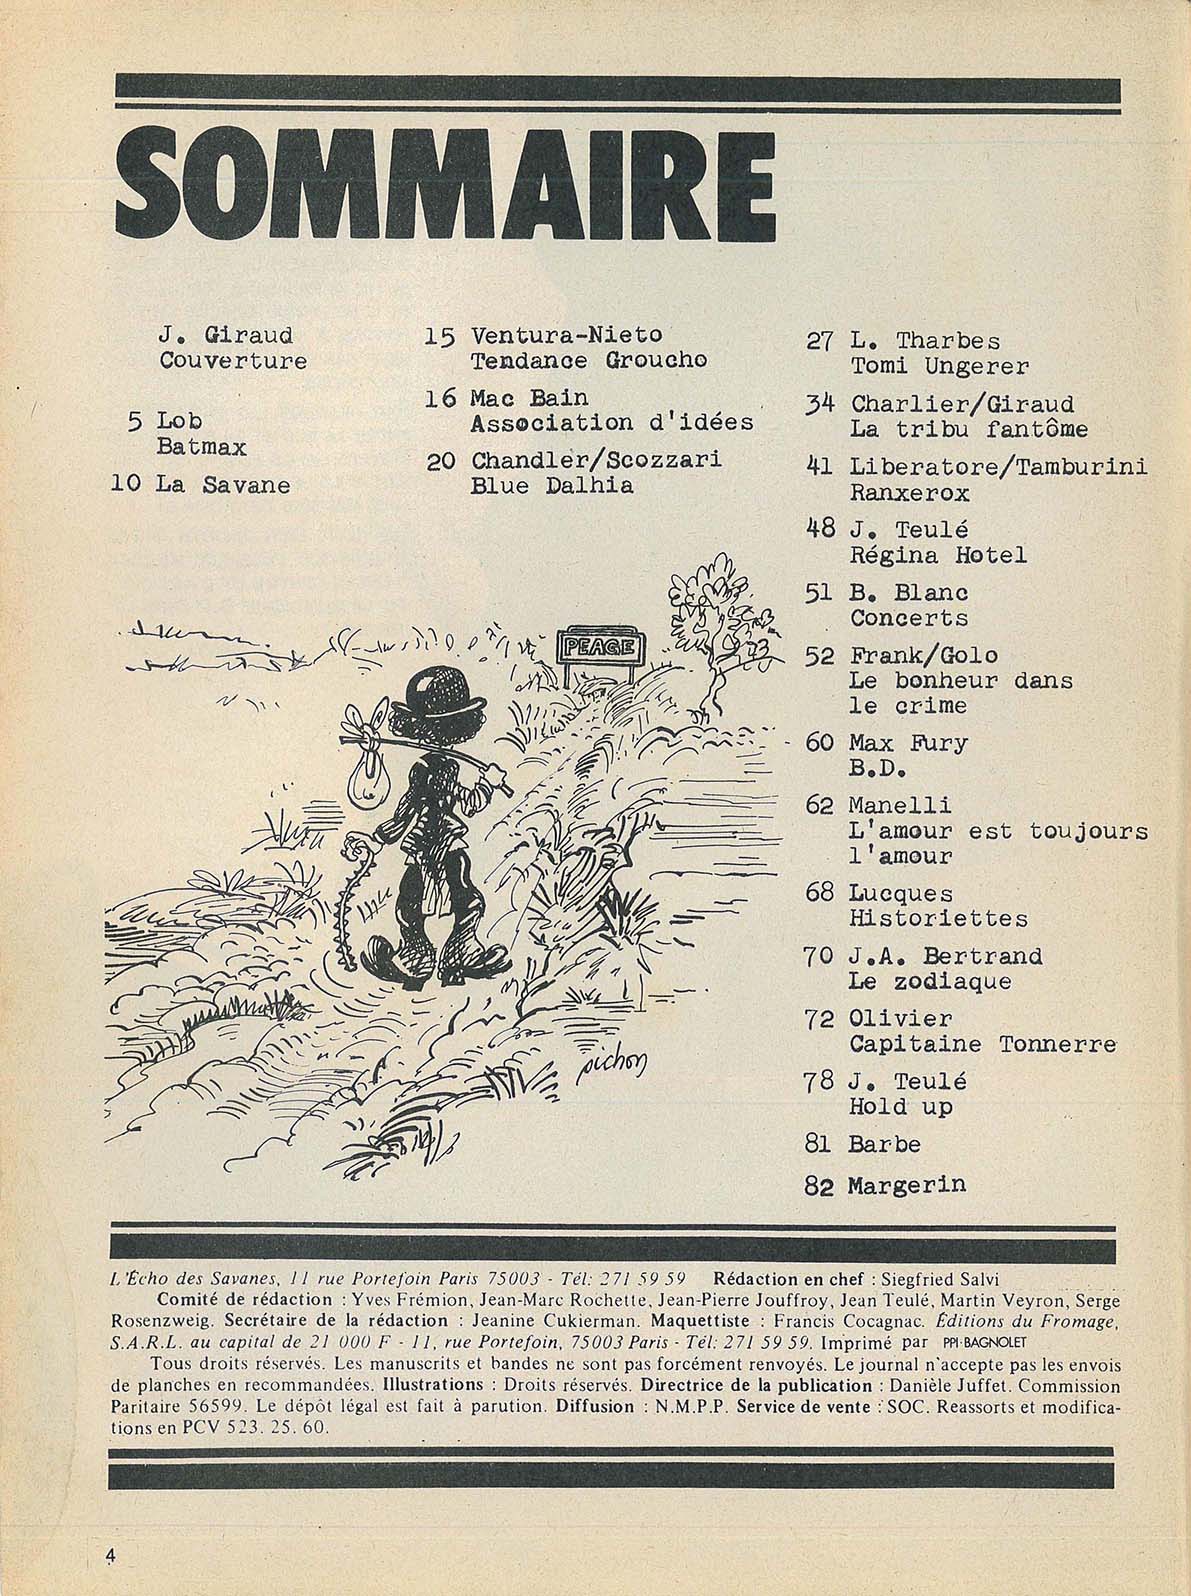 SOMMAIRE
J. Giraud
Couverture
5 Lob
Batmax
10 La Savane
15 Ventura-Nieto
Tendance Groucho
16 Mac Bain
Association d'idées
20 Chandler/Scozzari
Blue Dalhia
27 L. Tharbes
Tomi Ungerer
34 Charlier/Giraud
La tribu fantôme
41 Liberatore/Tamburini
Ranxerox
48 J. Teulé
Régina Hotel
51 B. Blanc
Concerts
52 Frank/Golo
Le bonheur dans
le crime
60 Max Fury
B.D.
62 Manelli
L'amour est toujours
l'amour
68 Lucques
Historiettes
70 J.A. Bertrand
Le zodiaque
72 Olivier
Capitaine Tonnerre
78 J. Teulé
Hold up
81 Barbe
82 Margerin
PEAGE
pichon
L'Écho des Savanes, 11 rue Portefoin Paris 75003 - Tél: 271 59 59 Rédaction en chef : Siegfried Salvi
Comité de rédaction : Yves Frémion, Jean-Marc Rochette, Jean-Pierre Jouffroy, Jean Teulé, Martin Veyron, Serge
Rosenzweig. Secrétaire de la rédaction : Jeanine Cukierman. Maquettiste : Francis Cocagnac. Éditions du Fromage,
S.A.R.L. au capital de 21 000 F - 11, rue Portefoin, 75003 Paris - Tél: 271 59 59. Imprimé par PPI-BAGNOLET
Tous droits réservés. Les manuscrits et bandes ne sont pas forcément renvoyés. Le journal n'accepte pas les envois
de planches en recommandées. Illustrations : Droits réservés. Directrice de la publication : Danièle Juffet. Commission
Paritaire 56599. Le dépôt légal est fait à parution. Diffusion : N.M.P.P. Service de vente : SOC. Reassorts et modifica-
tions en PCV 523. 25. 60.
4